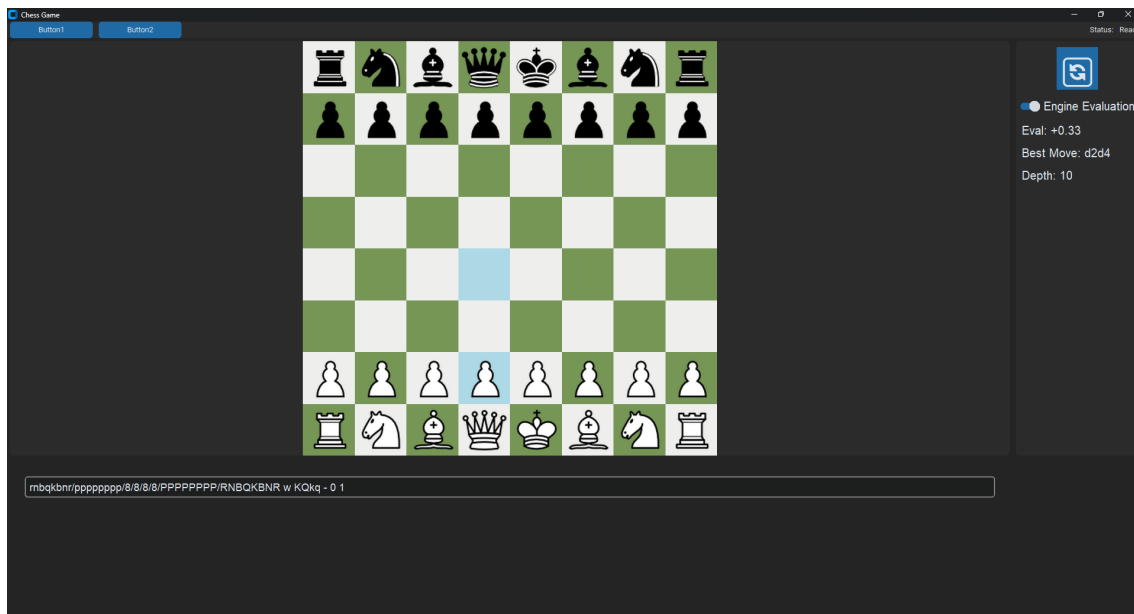 Chess Game
Button1 Button2 Status: Read
Engine Evaluation
Eval: +0.33
Best Move: d2d4
Depth: 10
rnbqkbnr/pppppppp/8/8/8/8/PPPPPPPP/RNBQKBNR w KQkq - 0 1